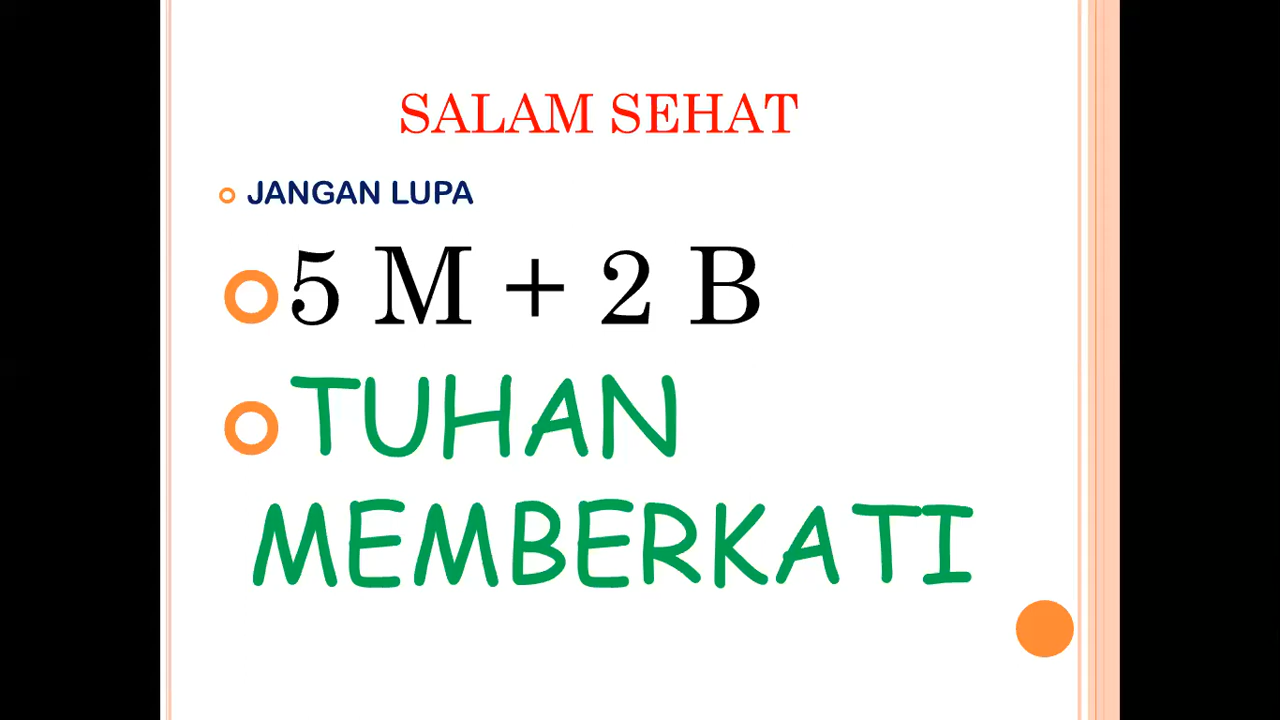 SALAM SEHAT
JANGAN LUPA
5 M + 2 B
TUHAN
MEMBERKATI